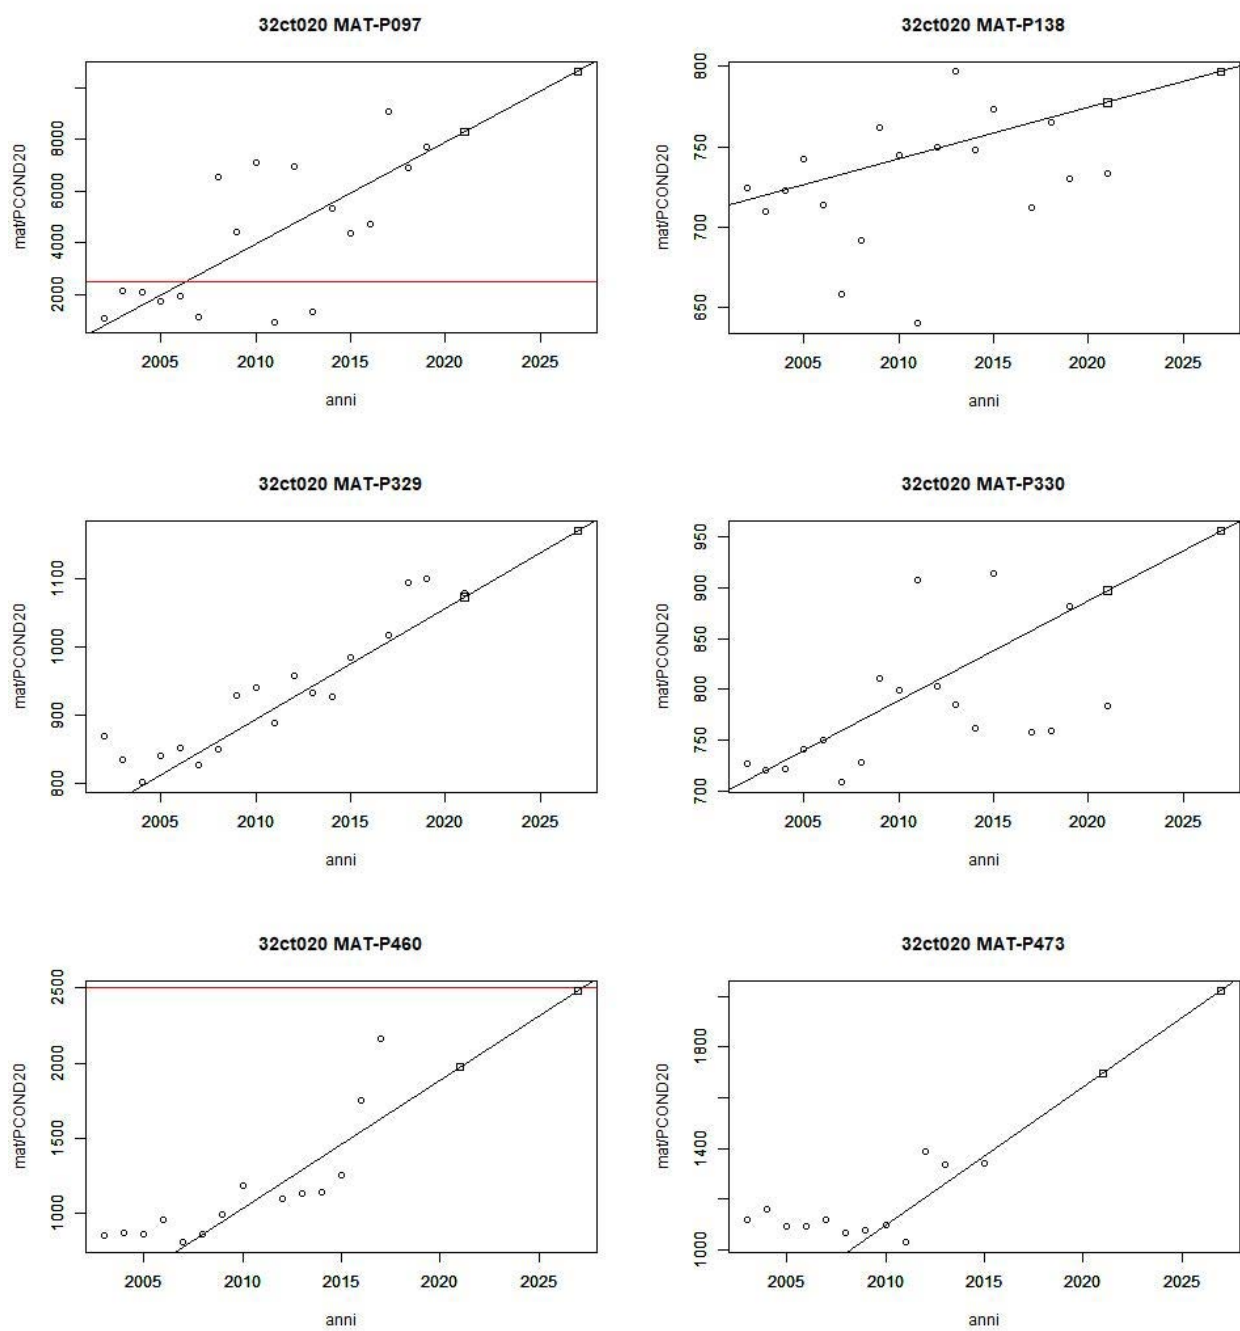 32ct020 MAT-P097
mat/PCOND20
2000 4000 6000 8000
2005 2010 2015 2020 2025
anni
32ct020 MAT-P138
mat/PCOND20
650 700 750 800
2005 2010 2015 2020 2025
anni
32ct020 MAT-P329
mat/PCOND20
800 900 1000 1100
2005 2010 2015 2020 2025
anni
32ct020 MAT-P330
mat/PCOND20
700 750 800 850 900 950
2005 2010 2015 2020 2025
anni
32ct020 MAT-P460
mat/PCOND20
1000 1500 2000 2500
2005 2010 2015 2020 2025
anni
32ct020 MAT-P473
mat/PCOND20
1000 1400 1800
2005 2010 2015 2020 2025
anni